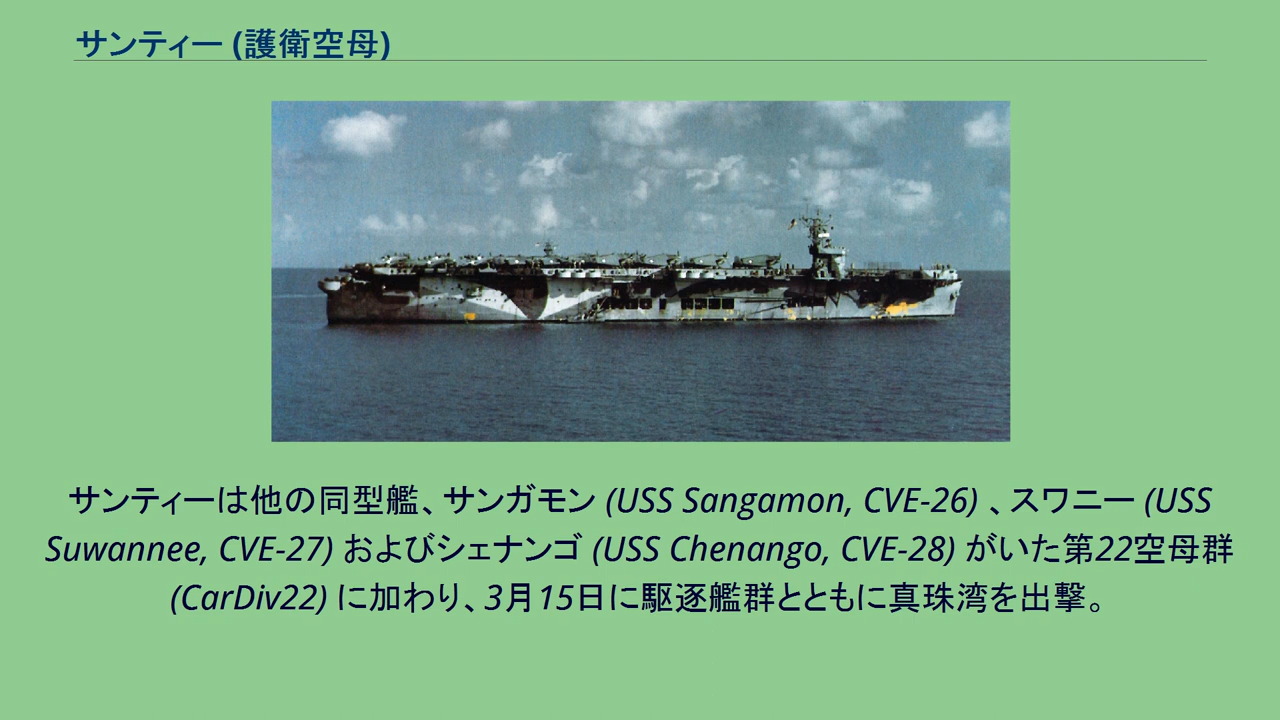 サンティー (護衛空母)
サンティーは他の同型艦、サンガモン (USS Sangamon, CVE-26) 、スワニー (USS
Suwannee, CVE-27) およびシェナンゴ (USS Chenango, CVE-28) がいた第22空母群
(CarDiv22) に加わり、3月15日に駆逐艦群とともに真珠湾を出撃。